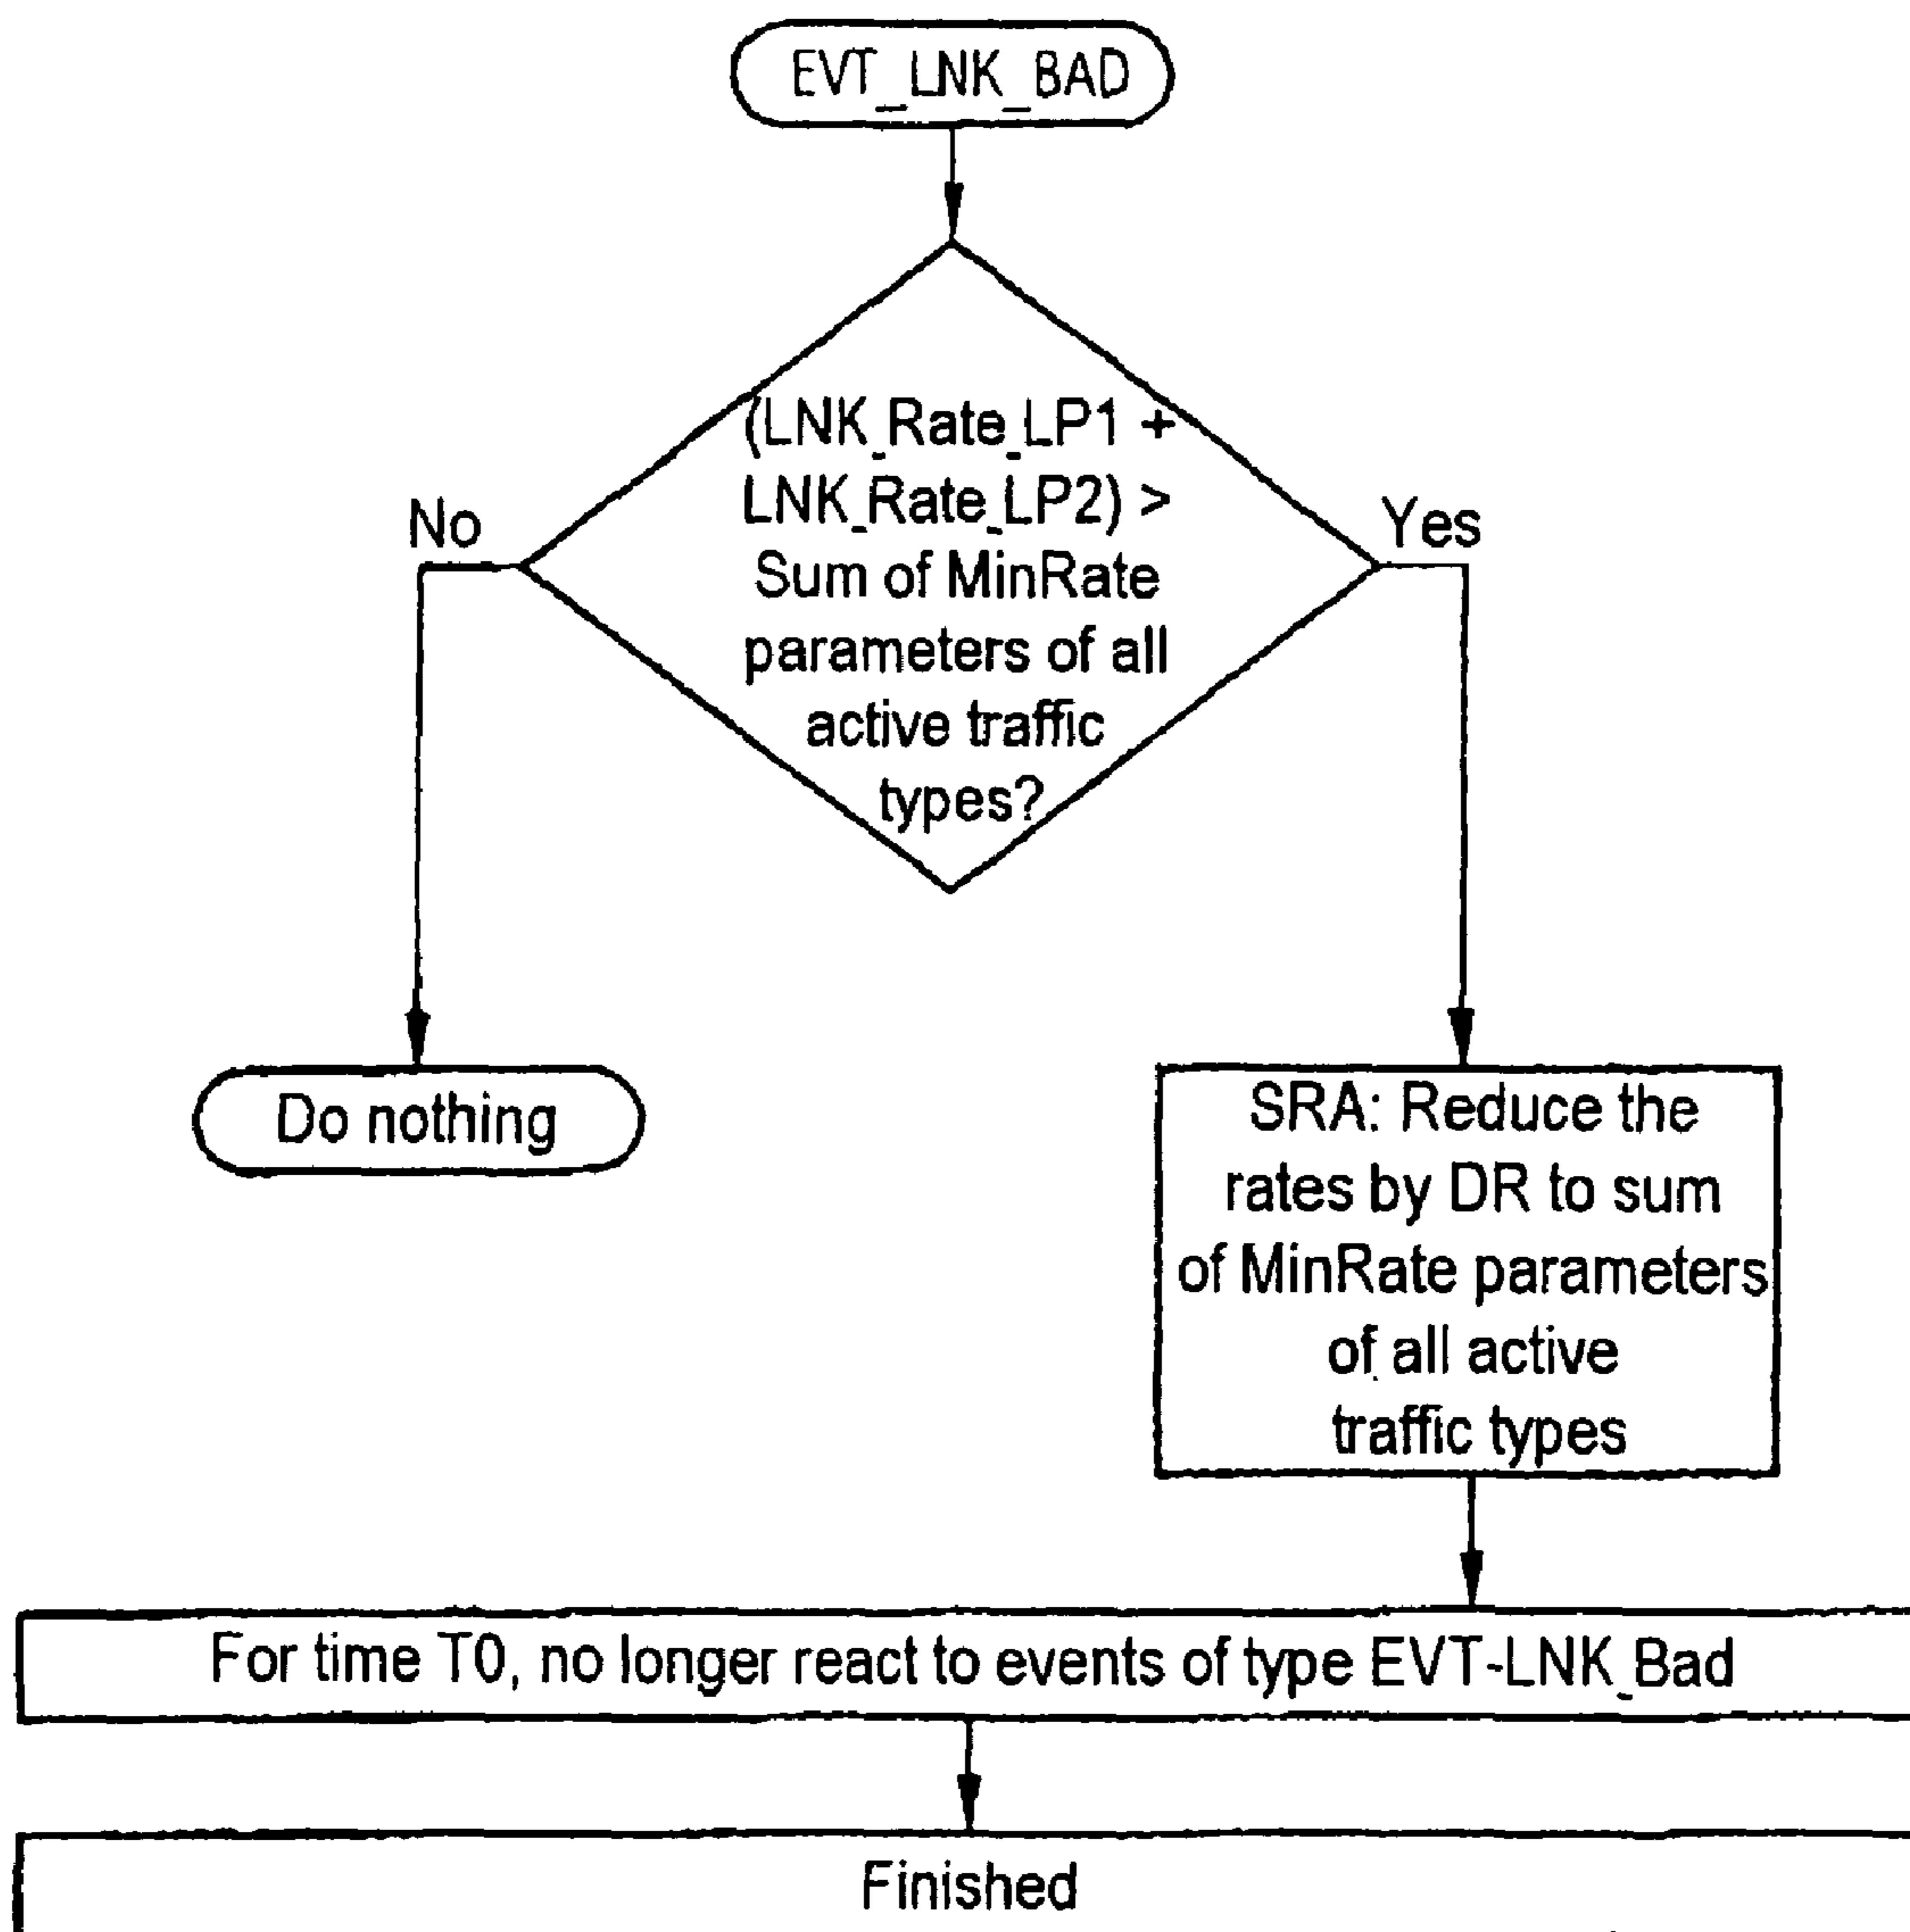 EVT_LNK_BAD
(LNK_Rate_LP1 +
LNK_Rate_LP2) >
Sum of MinRate
parameters of all
active traffic
types?
No
Yes
Do nothing
SRA: Reduce the
rates by DR to sum
of MinRate parameters
of all active
traffic types
For time T0, no longer react to events of type EVT-LNK_Bad
Finished